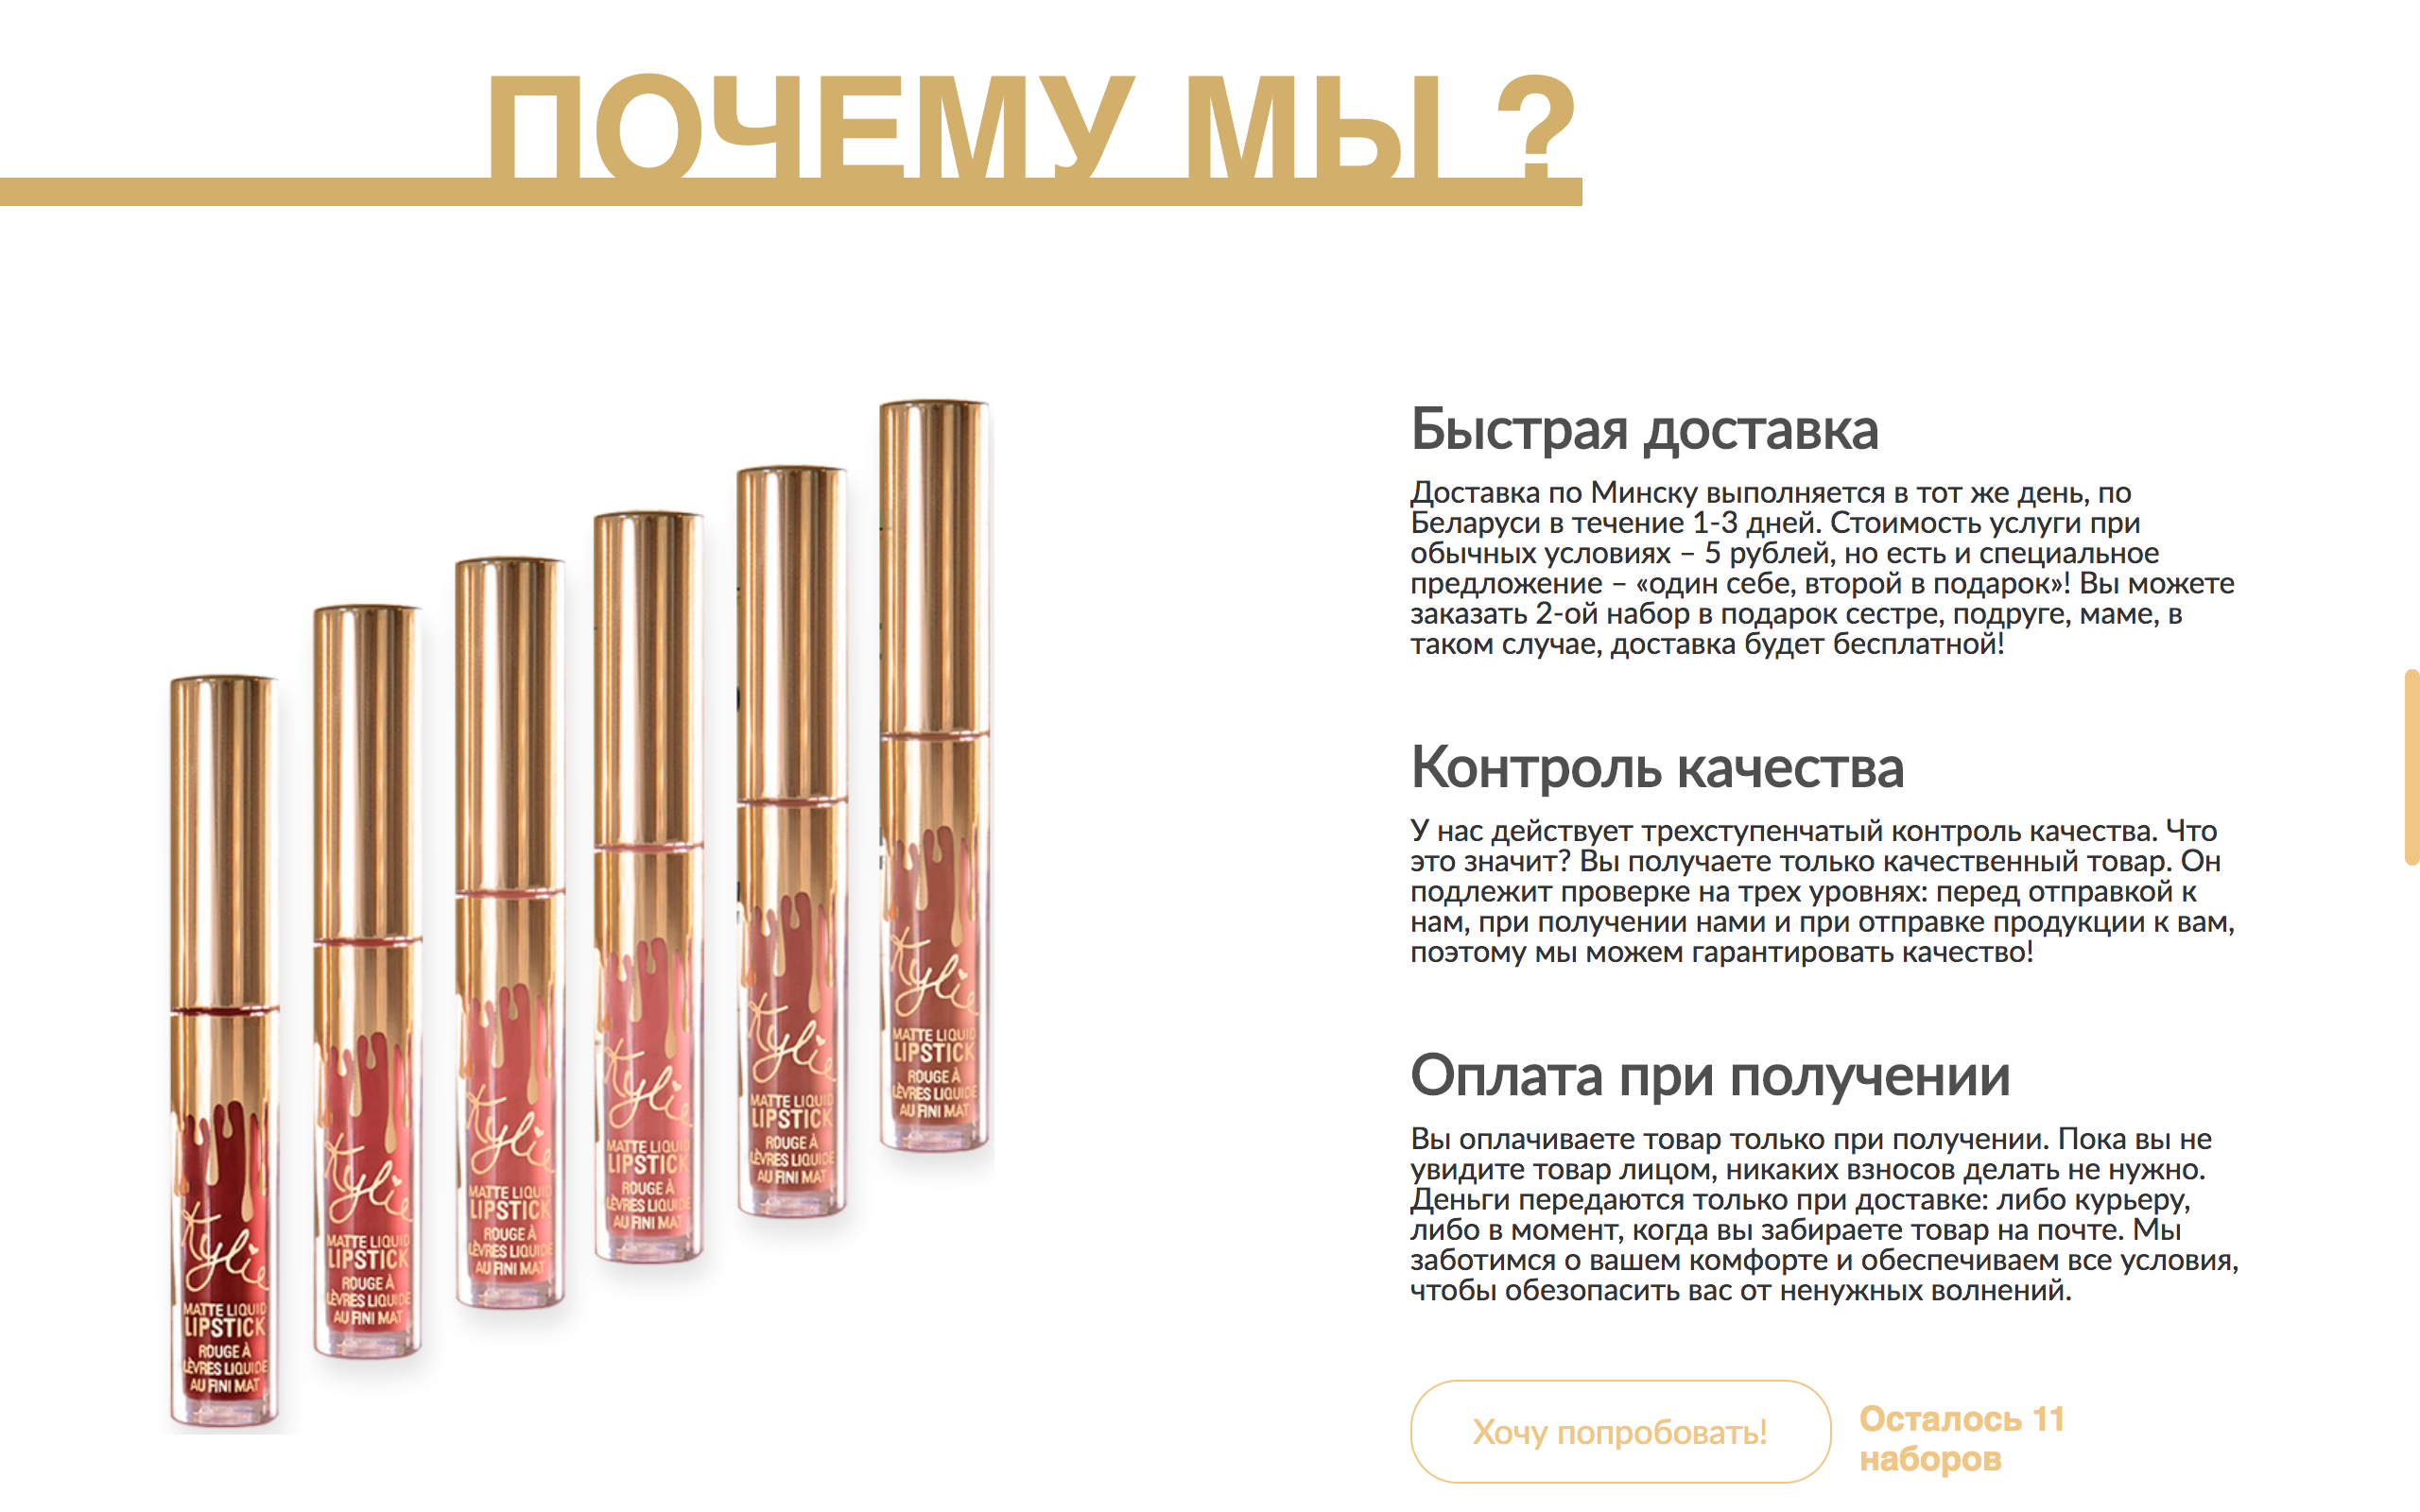 ПОЧЕМУ МЫ ?
Быстрая доставка
Доставка по Минску выполняется в тот же день, по
Беларуси в течение 1-3 дней. Стоимость услуги при
обычных условиях – 5 рублей, но есть и специальное
предложение – «один себе, второй в подарок»! Вы можете
заказать 2-ой набор в подарок сестре, подруге, маме, в
таком случае, доставка будет бесплатной!
Контроль качества
У нас действует трехступенчатый контроль качества. Что
это значит? Вы получаете только качественный товар. Он
подлежит проверке на трех уровнях: перед отправкой к
нам, при получении нами и при отправке продукции к вам,
поэтому мы можем гарантировать качество!
Оплата при получении
Вы оплачиваете товар только при получении. Пока вы не
увидите товар лицом, никаких взносов делать не нужно.
Деньги передаются только при доставке: либо курьеру,
либо в момент, когда вы забираете товар на почте. Мы
заботимся о вашем комфорте и обеспечиваем все условия,
чтобы обезопасить вас от ненужных волнений.
Хочу попробовать!
Осталось 11
наборов
Kylie
MATTE LIQUID
LIPSTICK
ROUGE À
LÈVRES LIQUIDE
AU FINI MAT
Kylie
MATTE LIQUID
LIPSTICK
ROUGE À
LÈVRES LIQUIDE
AU FINI MAT
Kylie
MATTE LIQUID
LIPSTICK
ROUGE À
LÈVRES LIQUIDE
AU FINI MAT
Kylie
MATTE LIQUID
LIPSTICK
ROUGE À
LÈVRES LIQUIDE
AU FINI MAT
Kylie
MATTE LIQUID
LIPSTICK
ROUGE À
LÈVRES LIQUIDE
AU FINI MAT
Kylie
MATTE LIQUID
LIPSTICK
ROUGE À
LÈVRES LIQUIDE
AU FINI MAT